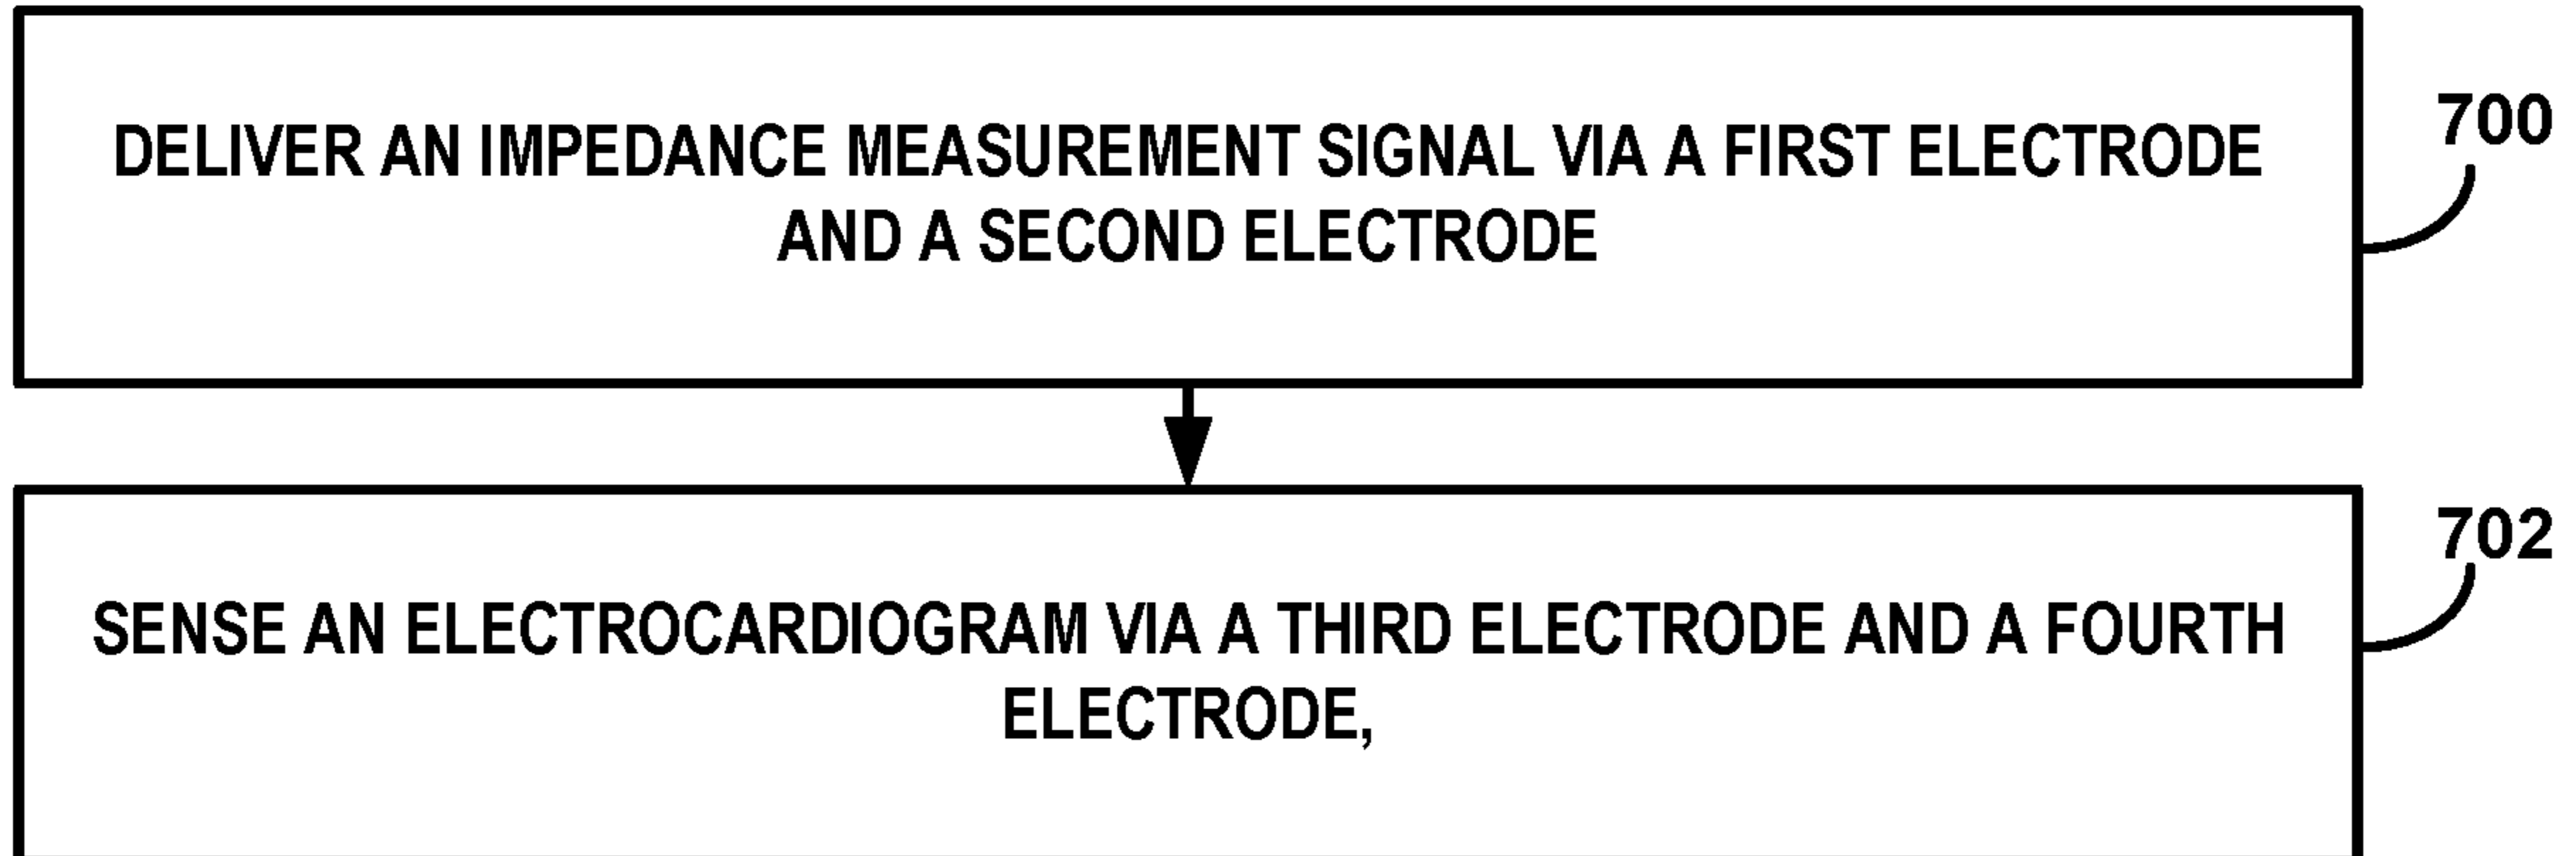 DELIVER AN IMPEDANCE MEASUREMENT SIGNAL VIA A FIRST ELECTRODE
AND A SECOND ELECTRODE
700
SENSE AN ELECTROCARDIOGRAM VIA A THIRD ELECTRODE AND A FOURTH
ELECTRODE,
702